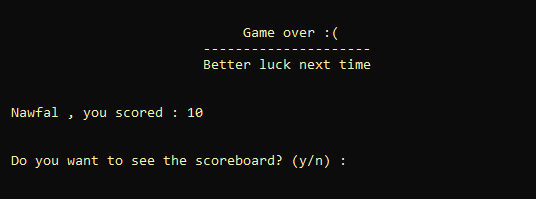 Game over :(
---------------------
Better luck next time
Nawfal , you scored : 10
Do you want to see the scoreboard? (y/n) :